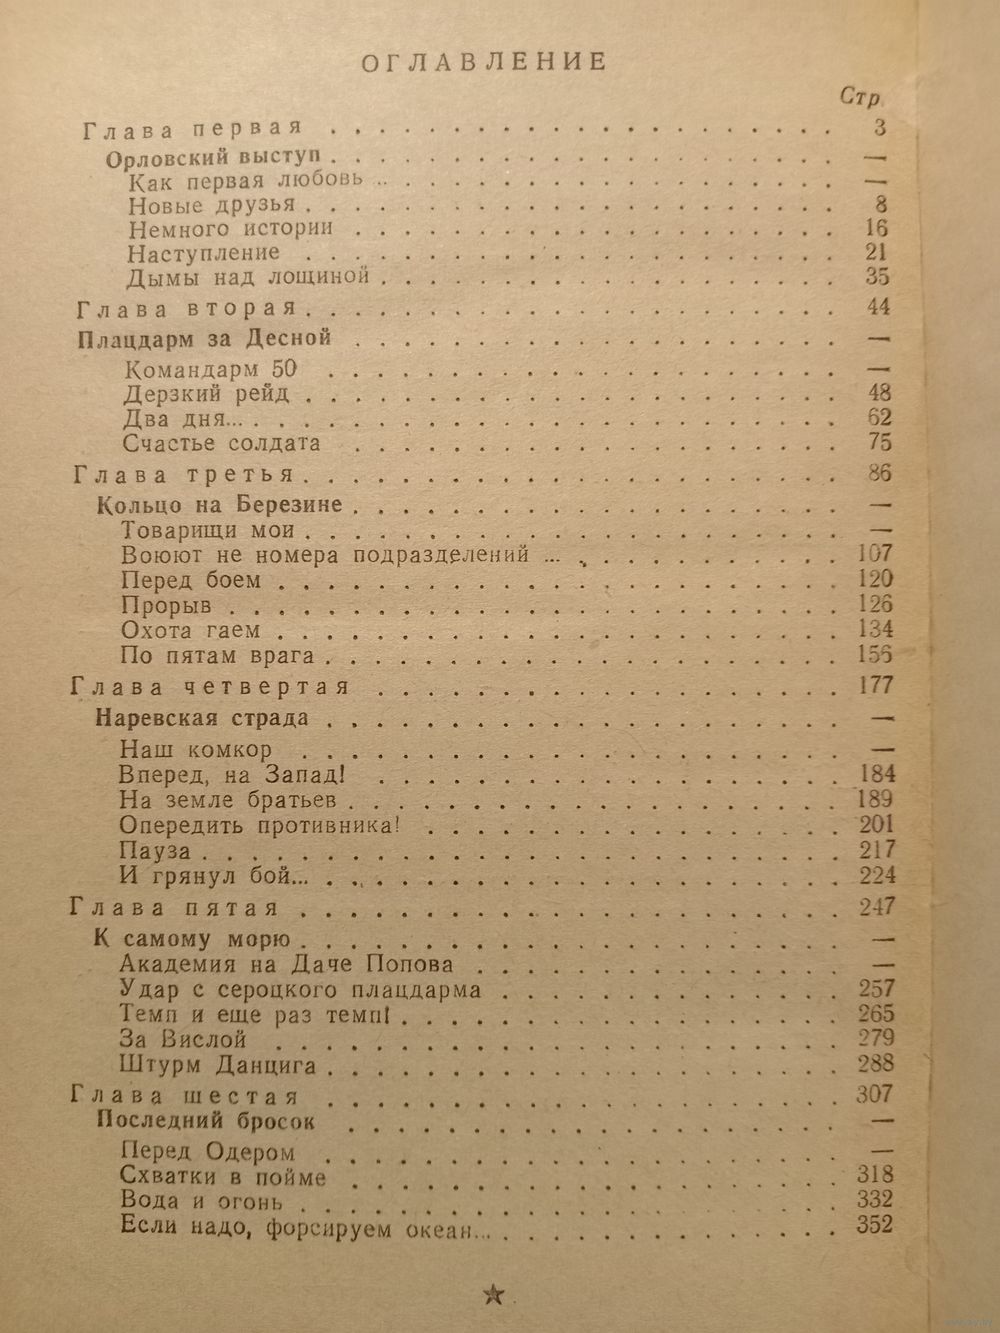 ОГЛАВЛЕНИЕ
Стр.
Глава первая . . . . . . . . . . . . . . . . . . . . . 3
Орловский выступ . . . . . . . . . . . . . . . . . . . . —
Как первая любовь .. . . . . . . . . . . . . . . . . . . —
Новые друзья . . . . . . . . . . . . . . . . . . . . . 8
Немного истории . . . . . . . . . . . . . . . . . . . . 16
Наступление . . . . . . . . . . . . . . . . . . . . . 21
Дымы над лощиной . . . . . . . . . . . . . . . . . . . 35
Глава вторая . . . . . . . . . . . . . . . . . . . . . 44
Плацдарм за Десной . . . . . . . . . . . . . . . . . . . —
Командарм 50 . . . . . . . . . . . . . . . . . . . . . —
Дерзкий рейд . . . . . . . . . . . . . . . . . . . . . 48
Два дня... . . . . . . . . . . . . . . . . . . . . . . 62
Счастье солдата . . . . . . . . . . . . . . . . . . . . 75
Глава третья . . . . . . . . . . . . . . . . . . . . . 86
Кольцо на Березине . . . . . . . . . . . . . . . . . . . —
Товарищи мои . . . . . . . . . . . . . . . . . . . . . —
Воюют не номера подразделений ... . . . . . . . . . . . 107
Перед боем . . . . . . . . . . . . . . . . . . . . . . 120
Прорыв . . . . . . . . . . . . . . . . . . . . . . . . 126
Охота гаем . . . . . . . . . . . . . . . . . . . . . . 134
По пятам врага . . . . . . . . . . . . . . . . . . . . 156
Глава четвертая . . . . . . . . . . . . . . . . . . . 177
Наревская страда . . . . . . . . . . . . . . . . . . . . —
Наш комкор . . . . . . . . . . . . . . . . . . . . . . —
Вперед, на Запад! . . . . . . . . . . . . . . . . . . . 184
На земле братьев . . . . . . . . . . . . . . . . . . . 189
Опередить противника! . . . . . . . . . . . . . . . . . 201
Пауза . . . . . . . . . . . . . . . . . . . . . . . . 217
И грянул бой... . . . . . . . . . . . . . . . . . . . . 224
Глава пятая . . . . . . . . . . . . . . . . . . . . . 247
К самому морю . . . . . . . . . . . . . . . . . . . . . —
Академия на Даче Попова . . . . . . . . . . . . . . . . —
Удар с сероцкого плацдарма . . . . . . . . . . . . . . 257
Темп и еще раз темп! . . . . . . . . . . . . . . . . . 265
За Вислой . . . . . . . . . . . . . . . . . . . . . . 279
Штурм Данцига . . . . . . . . . . . . . . . . . . . . 288
Глава шестая . . . . . . . . . . . . . . . . . . . . . 307
Последний бросок . . . . . . . . . . . . . . . . . . . —
Перед Одером . . . . . . . . . . . . . . . . . . . . . —
Схватки в пойме . . . . . . . . . . . . . . . . . . . . 318
Вода и огонь . . . . . . . . . . . . . . . . . . . . . 332
Если надо, форсируем океан... . . . . . . . . . . . . . 352